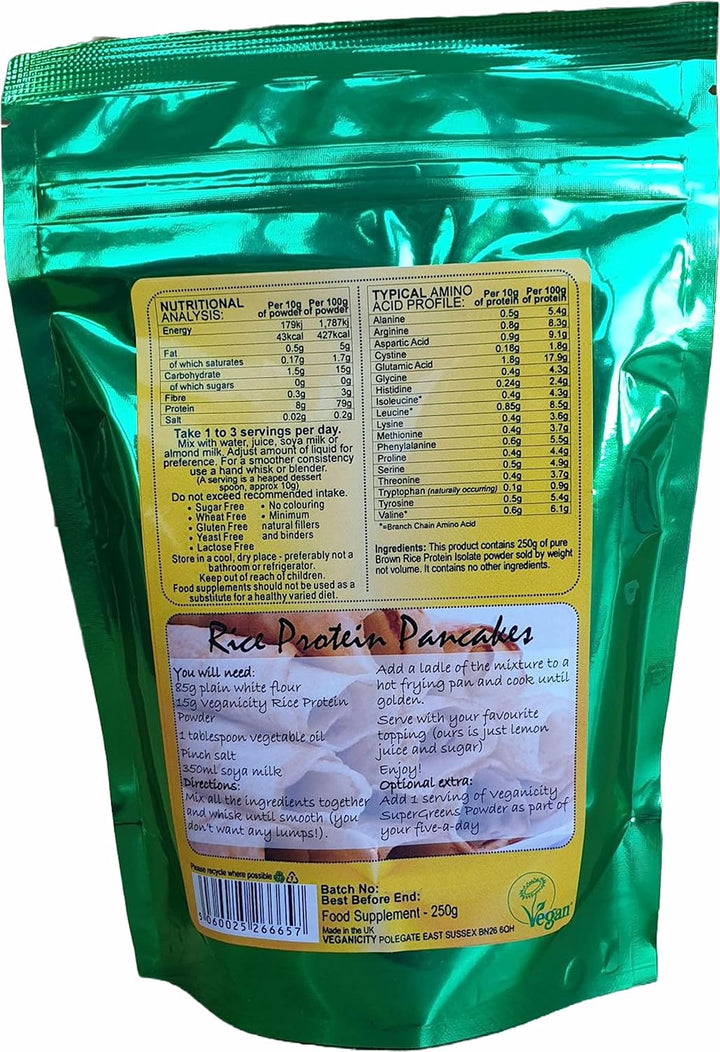 NUTRITIONAL ANALYSIS: Per 10g of powder Per 100g of powder
Energy 179kj 1,787kj
43kcal 427kcal
Fat 0.5g 5g
of which saturates 0.17g 1.7g
Carbohydrate 1.5g 15g
of which sugars 0g 0g
Fibre 0.3g 3g
Protein 8g 79g
Salt 0.02g 0.2g
Take 1 to 3 servings per day.
Mix with water, juice, soya milk or
almond milk. Adjust amount of liquid for
preference. For a smoother consistency
use a hand whisk or blender.
(A serving is a heaped dessert
spoon, approx 10g)
Do not exceed recommended intake.
• Sugar Free • No colouring
• Wheat Free • Minimum
• Gluten Free natural fillers
• Yeast Free and binders
• Lactose Free
Store in a cool, dry place - preferably not a
bathroom or refrigerator.
Keep out of reach of children.
Food supplements should not be used as a
substitute for a healthy varied diet.
TYPICAL AMINO ACID PROFILE: Per 10g of protein Per 100g of protein
Alanine 0.5g 5.4g
Arginine 0.8g 8.3g
Aspartic Acid 0.9g 9.1g
Cystine 0.18g 1.8g
Glutamic Acid 1.8g 17.9g
Glycine 0.4g 4.3g
Histidine 0.24g 2.4g
Isoleucine* 0.4g 4.3g
Leucine* 0.85g 8.5g
Lysine 0.4g 3.6g
Methionine 0.4g 3.7g
Phenylalanine 0.6g 5.5g
Proline 0.4g 4.4g
Serine 0.5g 4.9g
Threonine 0.4g 3.7g
Tryptophan (naturally occurring) 0.1g 0.9g
Tyrosine 0.5g 5.4g
Valine* 0.6g 6.1g
*=Branch Chain Amino Acid
Ingredients: This product contains 250g of pure
Brown Rice Protein Isolate powder sold by weight
not volume. It contains no other ingredients.
Rice Protein Pancakes
You will need:
85g plain white flour
15g Veganicity Rice Protein
Powder
1 tablespoon vegetable oil
Pinch salt
350ml soya milk
Directions:
Mix all the ingredients together
and whisk until smooth (you
don't want any lumps!).
Add a ladle of the mixture to a
hot frying pan and cook until
golden.
Serve with your favourite
topping (ours is just lemon
juice and sugar)
Enjoy!
Optional extra:
Add 1 serving of Veganicity
SuperGreens Powder as part of
your five-a-day
Please recycle where possible
5 060025 266657
Batch No:
Best Before End:
Food Supplement - 250g
Made in the UK
VEGANICITY POLEGATE EAST SUSSEX BN26 6QH
Vegan